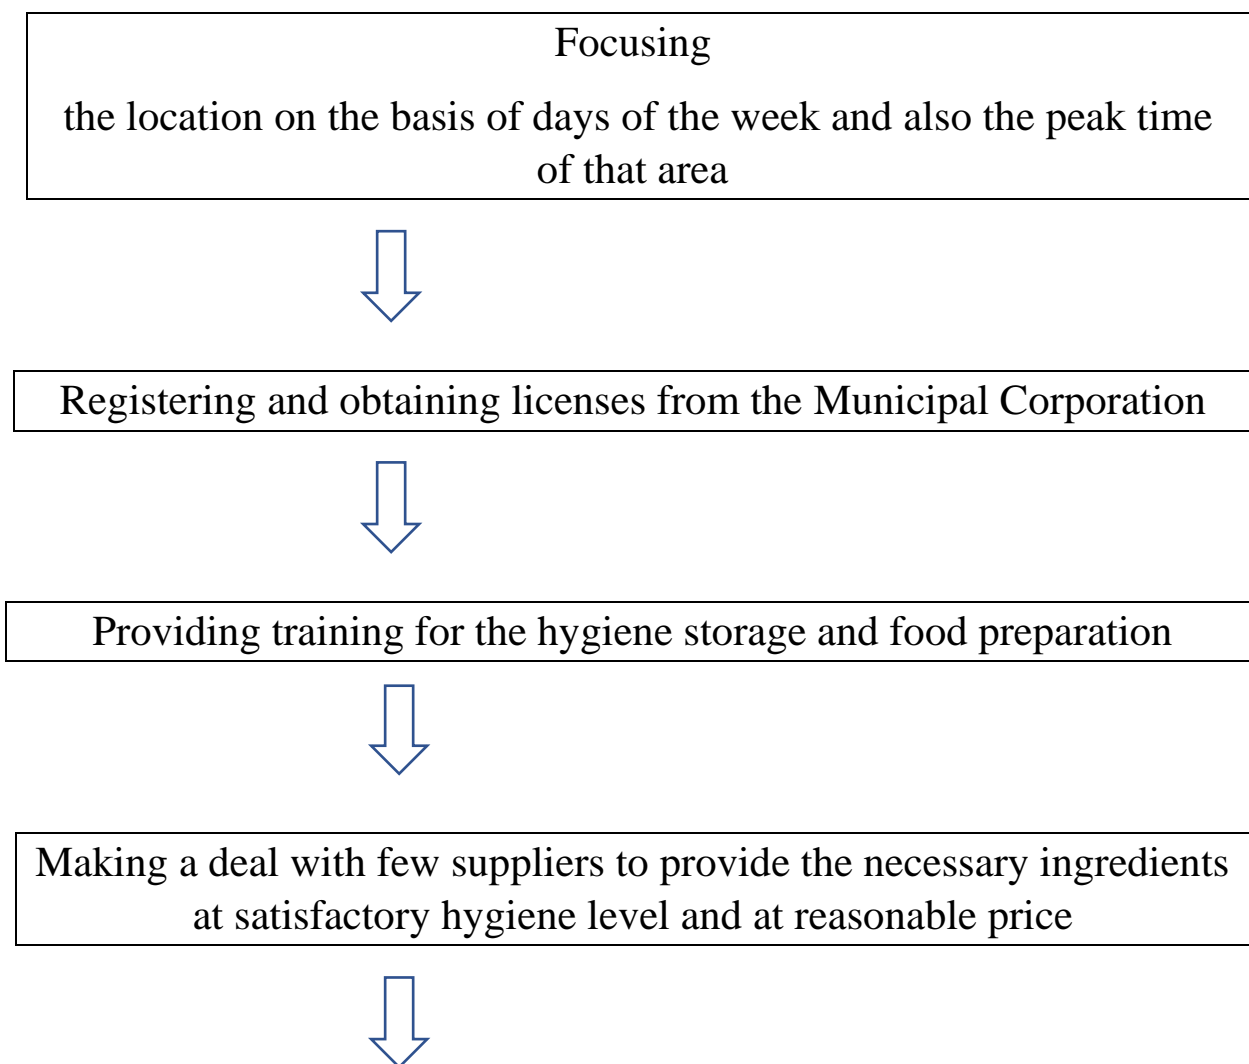 Focusing
the location on the basis of days of the week and also the peak time
of that area
Registering and obtaining licenses from the Municipal Corporation
Providing training for the hygiene storage and food preparation
Making a deal with few suppliers to provide the necessary ingredients
at satisfactory hygiene level and at reasonable price